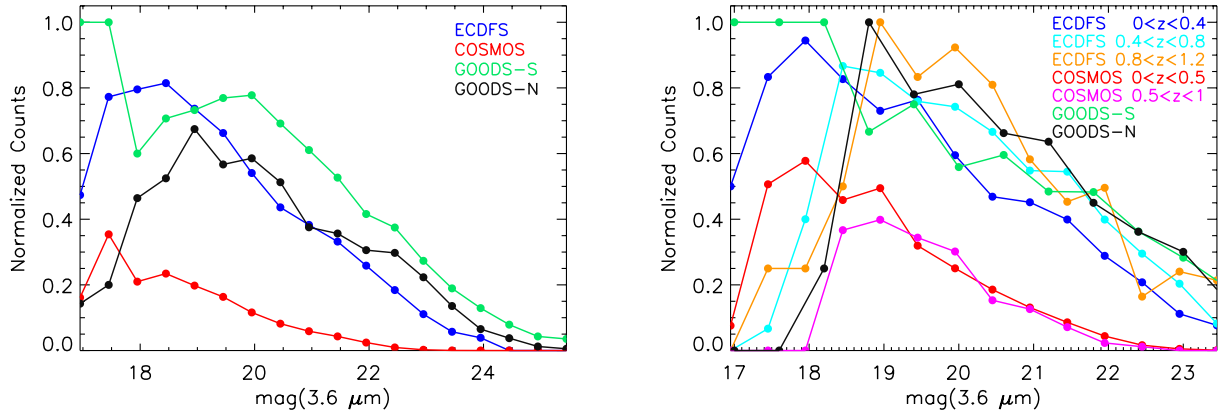 1.0
0.8
0.6
0.4
0.2
0.0
Normalized Counts
18
20
22
24
mag(3.6 μm)
ECDFS
COSMOS
GOODS-S
GOODS-N
1.0
0.8
0.6
0.4
0.2
0.0
Normalized Counts
17
18
19
20
21
22
23
mag(3.6 μm)
ECDFS 0<z<0.4
ECDFS 0.4<z<0.8
ECDFS 0.8<z<1.2
COSMOS 0<z<0.5
COSMOS 0.5<z<1
GOODS-S
GOODS-N